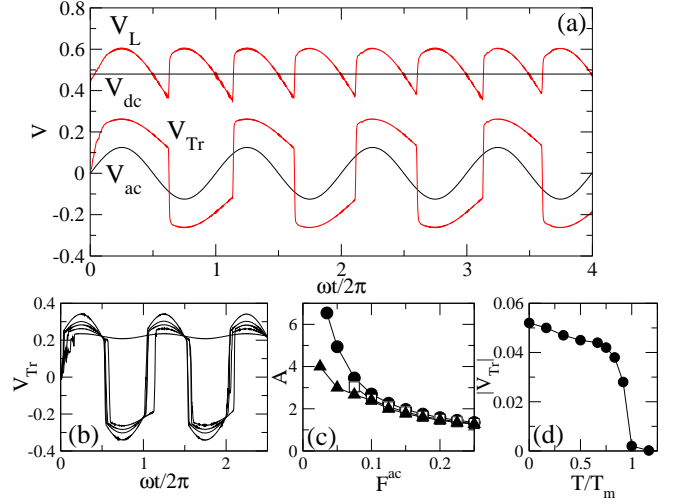 (a)
0.8
0.6
0.4
0.2
0
-0.2
-0.4
V
V_L
V_dc
V_Tr
V_ac
0 1 2 3 4
ωt/2π
(b)
0.4
0.2
0
-0.2
-0.4
V_Tr
0 1 2
ωt/2π
(c)
6
4
2
0
A
0.1 0.2
F^ac
(d)
0.06
0.04
0.02
0.00
|V_Tr|
0 0.5 1
T/T_m